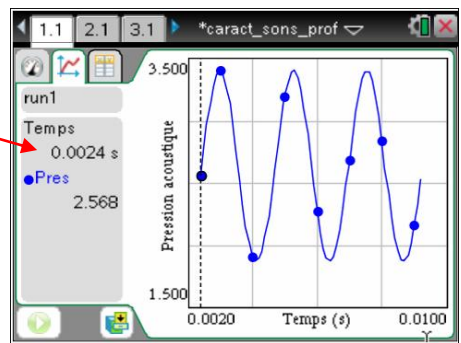 1.1 2.1 3.1 *caract_sons_prof
run1
Temps
0.0024 s
Pres
2.568
3.500
Pression acoustique
1.500
0.0020 Temps (s) 0.0100